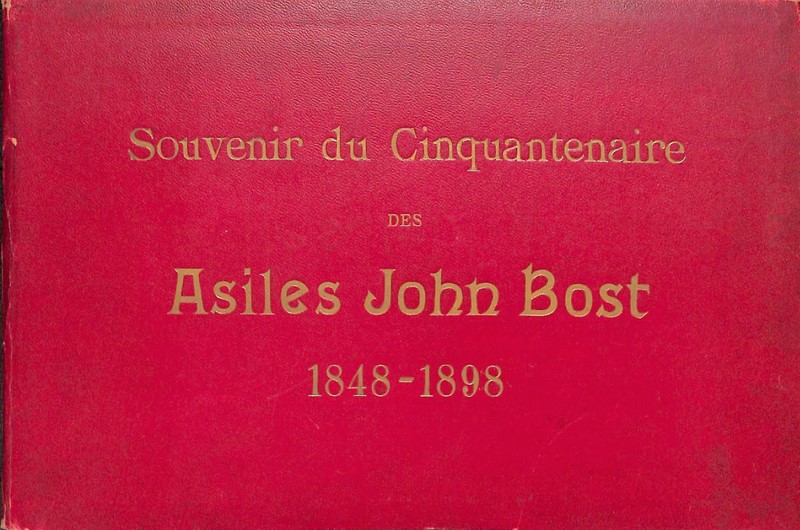 Souvenir du Cinquantenaire
DES
Asiles John Bost
1848-1898